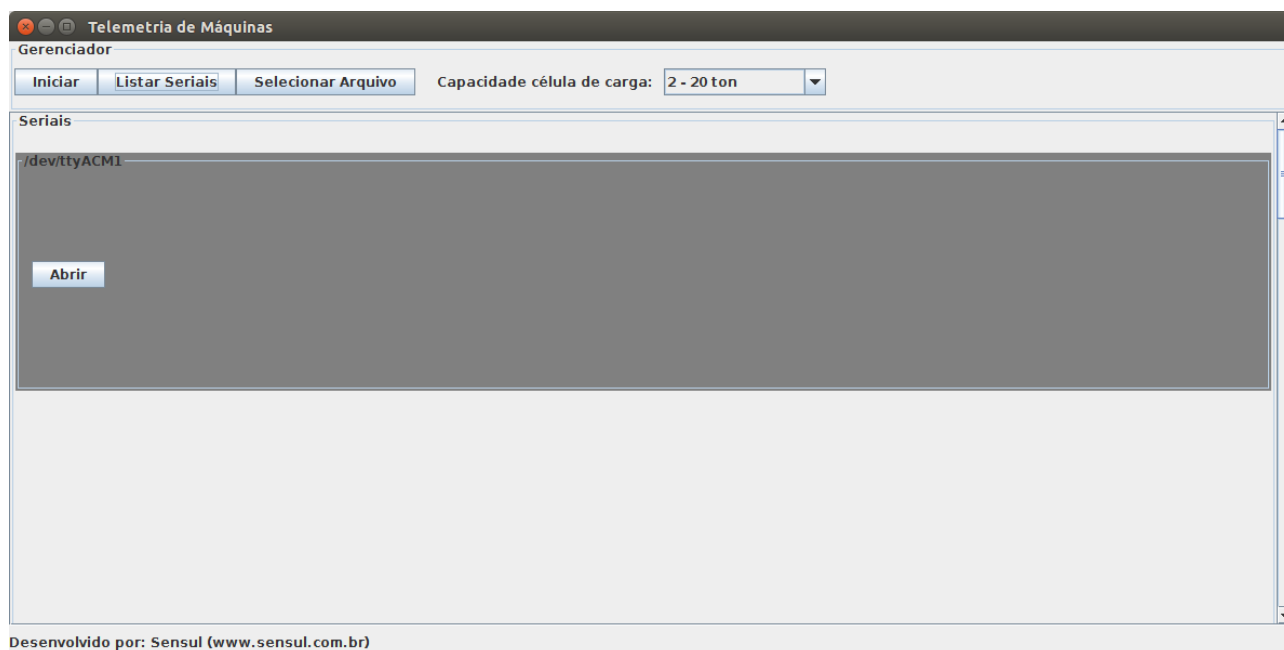 Telemetria de Máquinas
Gerenciador
Iniciar Listar Seriais Selecionar Arquivo Capacidade célula de carga: 2 - 20 ton
Seriais
/dev/ttyACM1
Abrir
Desenvolvido por: Sensul (www.sensul.com.br)